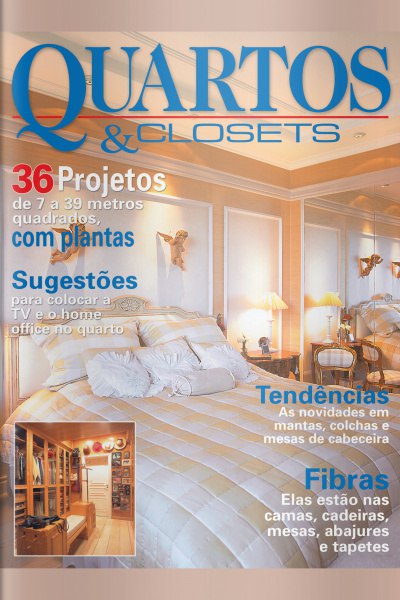 QUARTOS
& CLOSETS
36 Projetos
de 7 a 39 metros
quadrados,
com plantas
Sugestões
para colocar a
TV e o home
office no quarto
Tendências
As novidades em
mantas, colchas e
mesas de cabeceira
Fibras
Elas estão nas
camas, cadeiras,
mesas, abajures
e tapetes